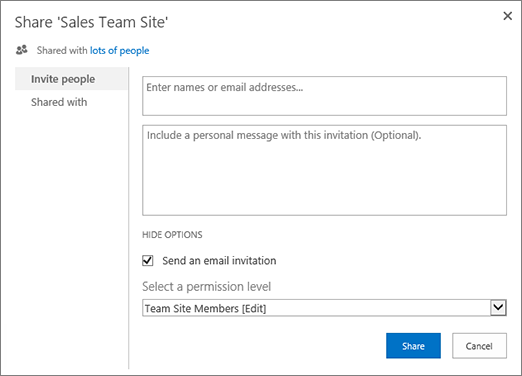 Share 'Sales Team Site'
Shared with lots of people
Invite people
Shared with
Enter names or email addresses...
Include a personal message with this invitation (Optional).
HIDE OPTIONS
Send an email invitation
Select a permission level
Team Site Members [Edit]
Share Cancel